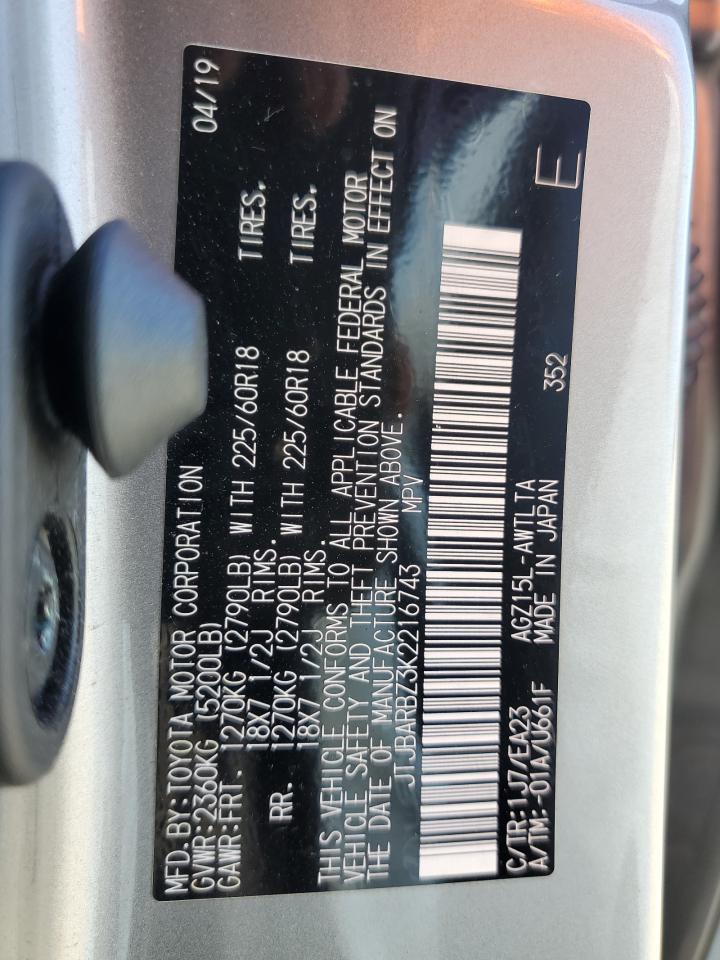 MFD.BY:TOYOTA MOTOR CORPORATION 04/19
GVWR:2360KG (5200LB)
GAWR:FRT. 1270KG (2790LB) WITH 225/60R18 TIRES.
18X7 1/2J RIMS.
RR. 1270KG (2790LB) WITH 225/60R18 TIRES.
18X7 1/2J RIMS
THIS VEHICLE CONFORMS TO ALL APPLICABLE FEDERAL MOTOR
VEHICLE SAFETY AND THEFT PREVENTION STANDARDS IN EFFECT ON
THE DATE OF MANUFACTURE SHOWN ABOVE.
JTJBARBZ3K2216743 MPV
C/TR:1J7/EA23 AGZ15L-AWTLTA
A/TM:-01A/U661F MADE IN JAPAN 352 E